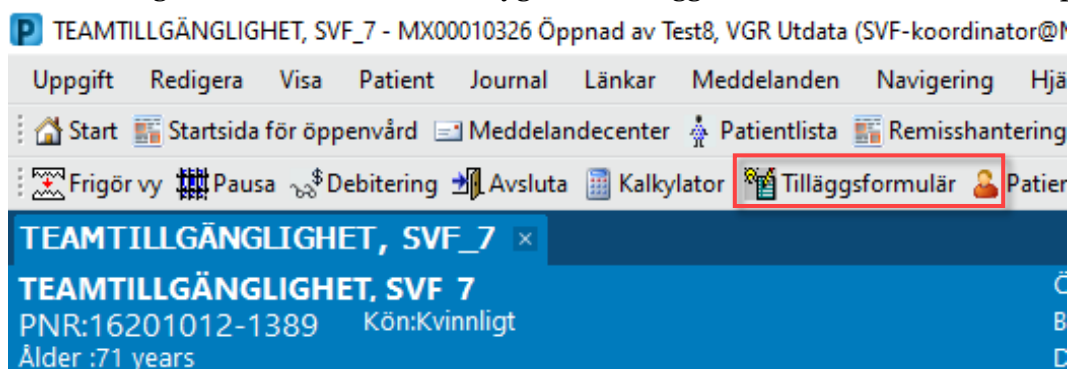 TEAMTILLGÄNGLIGHET, SVF_7 - MX00010326 Öppnad av Test8, VGR Utdata (SVF-koordinator@
Uppgift Redigera Visa Patient Journal Länkar Meddelanden Navigering Hjä
Start Startsida för öppenvård Meddelandecenter Patientlista Remisshantering
Frigör vy Pausa Debitering Avsluta Kalkylator Tilläggsformulär Patien
TEAMTILLGÄNGLIGHET, SVF_7 ×
TEAMTILLGÄNGLIGHET, SVF 7
PNR:16201012-1389 Kön:Kvinnligt
Ålder :71 years